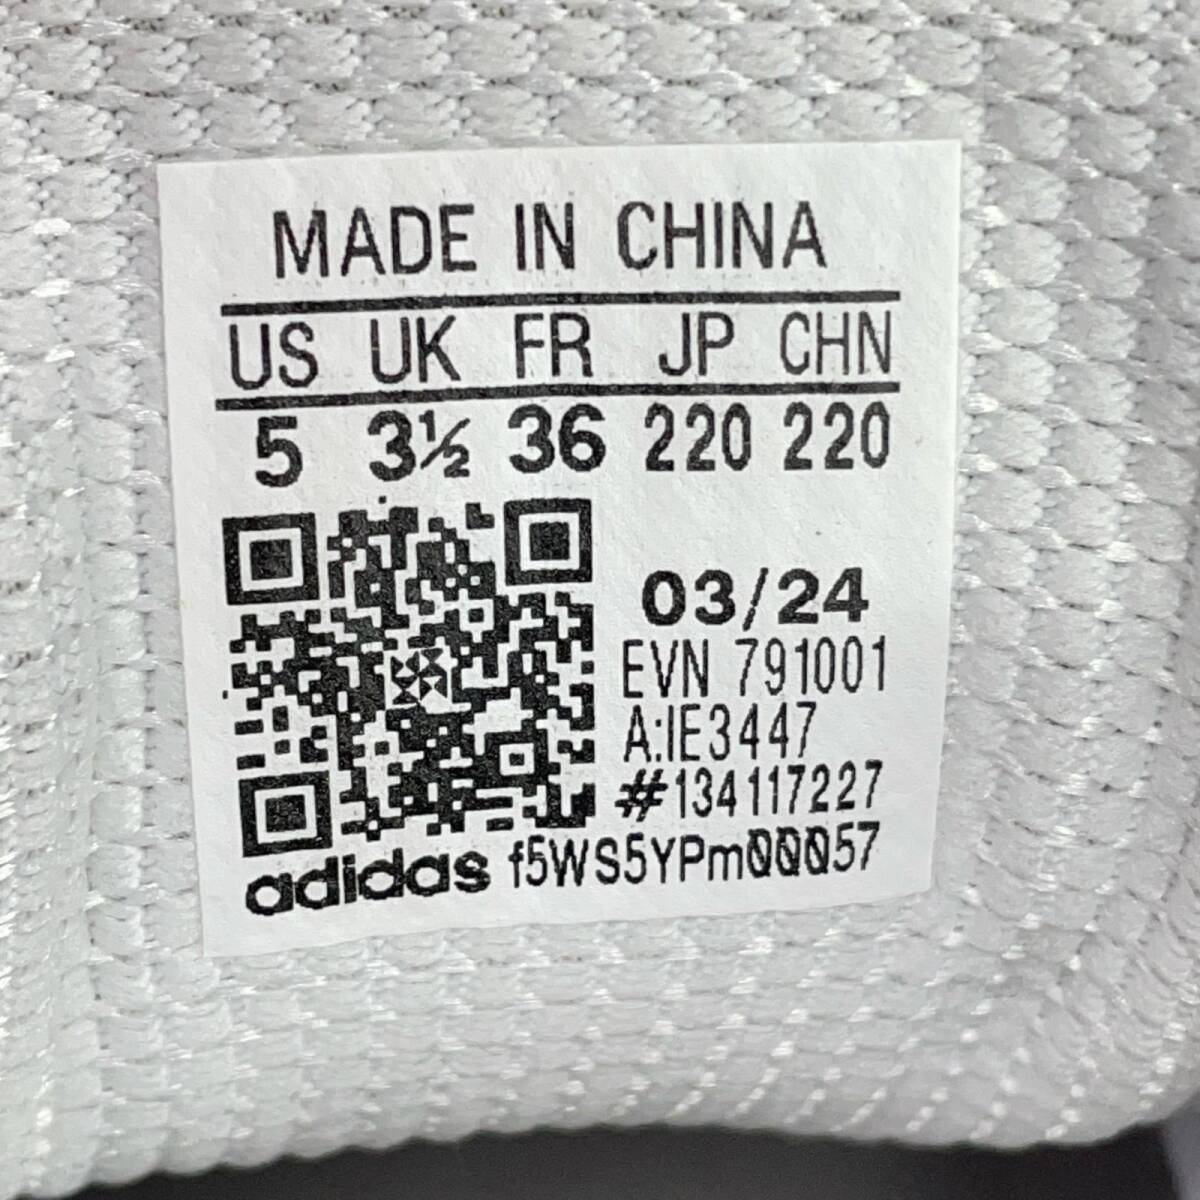 MADE IN CHINA
US UK FR JP CHN
5 3½ 36 220 220
03/24
EVN 791001
A:IE3447
#134117227
adidas f5WS5YPm00057